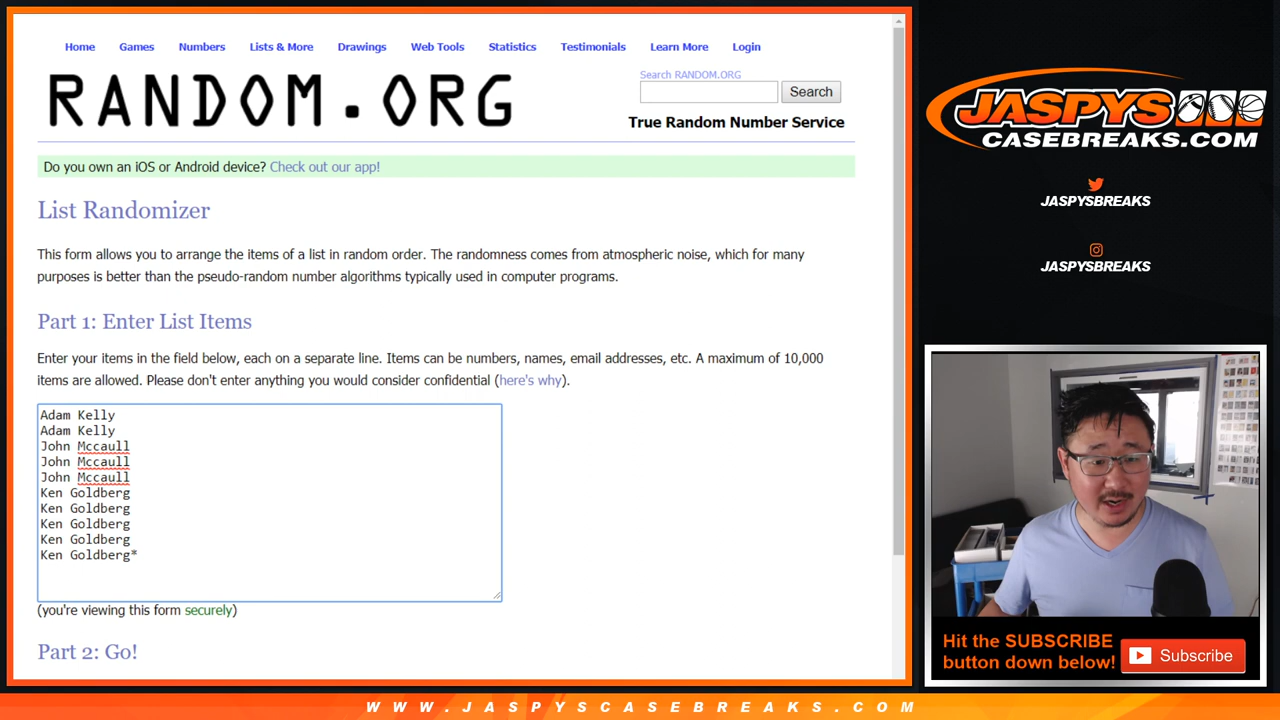 Home Games Numbers Lists & More Drawings Web Tools Statistics Testimonials Learn More Login
RANDOM.ORG
Search RANDOM.ORG
Search
True Random Number Service
Do you own an iOS or Android device? Check out our app!
List Randomizer
This form allows you to arrange the items of a list in random order. The randomness comes from atmospheric noise, which for many
purposes is better than the pseudo-random number algorithms typically used in computer programs.
Part 1: Enter List Items
Enter your items in the field below, each on a separate line. Items can be numbers, names, email addresses, etc. A maximum of 10,000
items are allowed. Please don't enter anything you would consider confidential (here's why).
Adam Kelly
Adam Kelly
John Mccaull
John Mccaull
John Mccaull
Ken Goldberg
Ken Goldberg
Ken Goldberg
Ken Goldberg
Ken Goldberg*
(you're viewing this form securely)
Part 2: Go!
JASPYS
CASEBREAKS.COM
JASPYSBREAKS
JASPYSBREAKS
Hit the SUBSCRIBE
button down below!
Subscribe
WWW.JASPYSCASEBREAKS.COM